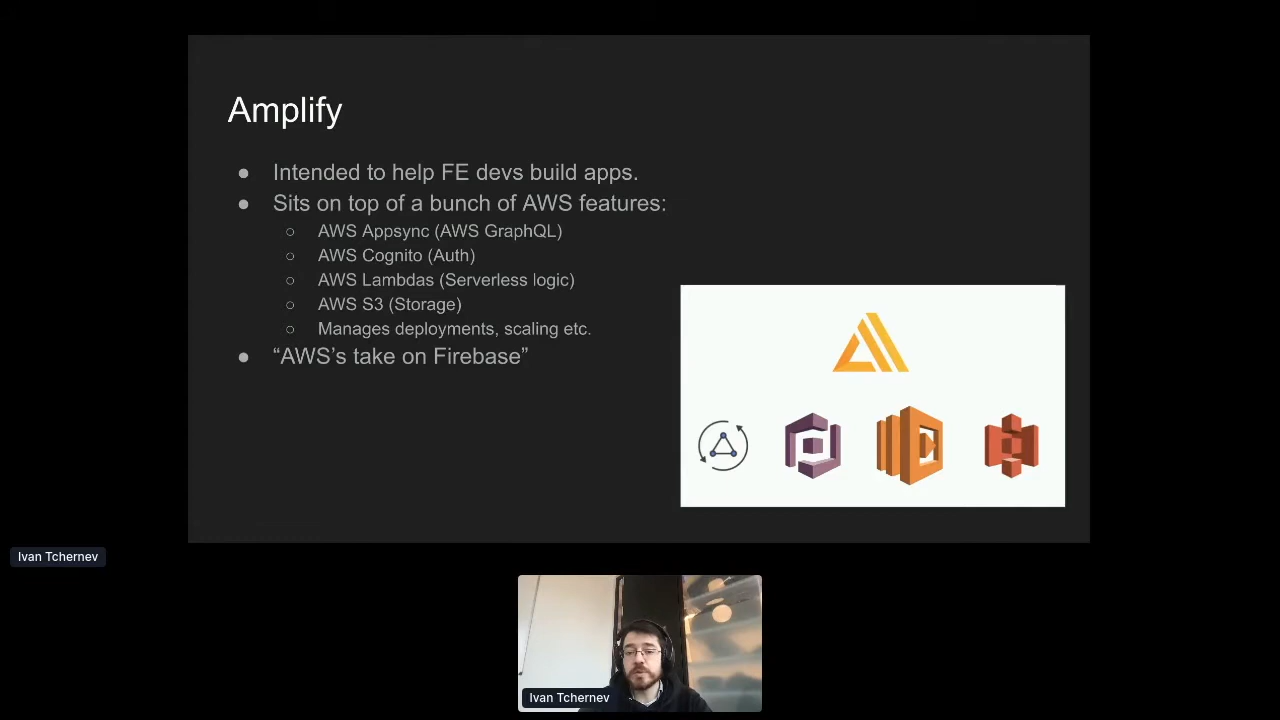 Amplify
● Intended to help FE devs build apps.
● Sits on top of a bunch of AWS features:
○ AWS Appsync (AWS GraphQL)
○ AWS Cognito (Auth)
○ AWS Lambdas (Serverless logic)
○ AWS S3 (Storage)
○ Manages deployments, scaling etc.
● “AWS’s take on Firebase”
Ivan Tchernev
Ivan Tchernev